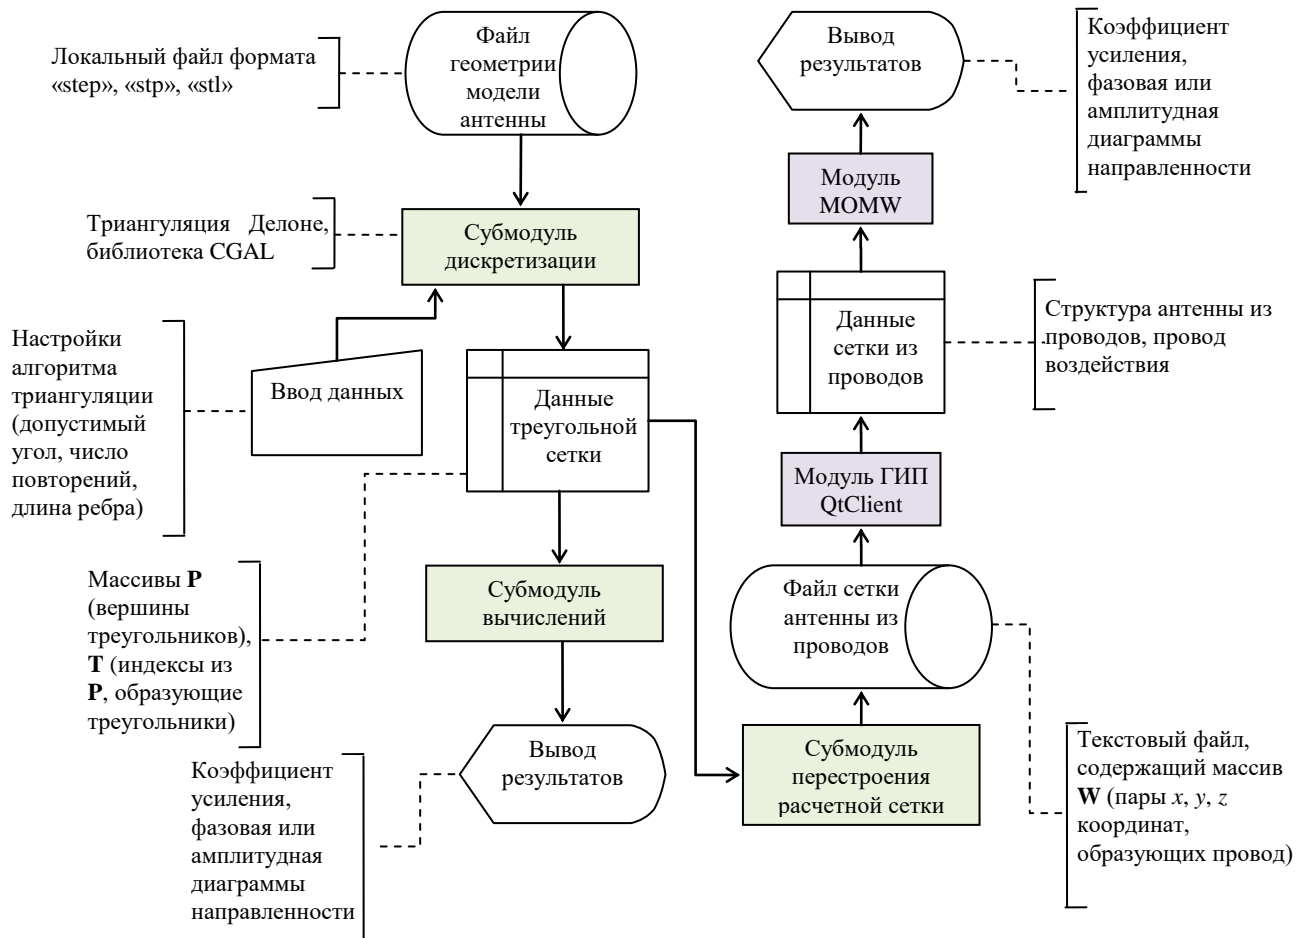 Локальный файл формата
«step», «stp», «stl»
Файл
геометрии
модели
антенны
Триангуляция Делоне,
библиотека CGAL
Субмодуль
дискретизации
Настройки
алгоритма
триангуляции
(допустимый
угол, число
повторений,
длина ребра)
Ввод данных
Данные
треугольной
сетки
Массивы P
(вершины
треугольников),
T (индексы из
P, образующие
треугольники)
Субмодуль
вычислений
Вывод
результатов
Коэффициент
усиления,
фазовая или
амплитудная
диаграммы
направленности
Вывод
результатов
Коэффициент
усиления,
фазовая или
амплитудная
диаграммы
направленности
Модуль
MOMW
Данные
сетки из
проводов
Структура антенны из
проводов, провод
воздействия
Модуль ГИП
QtClient
Файл сетки
антенны из
проводов
Субмодуль
перестроения
расчетной сетки
Текстовый файл,
содержащий массив
W (пары x, y, z
координат,
образующих провод)